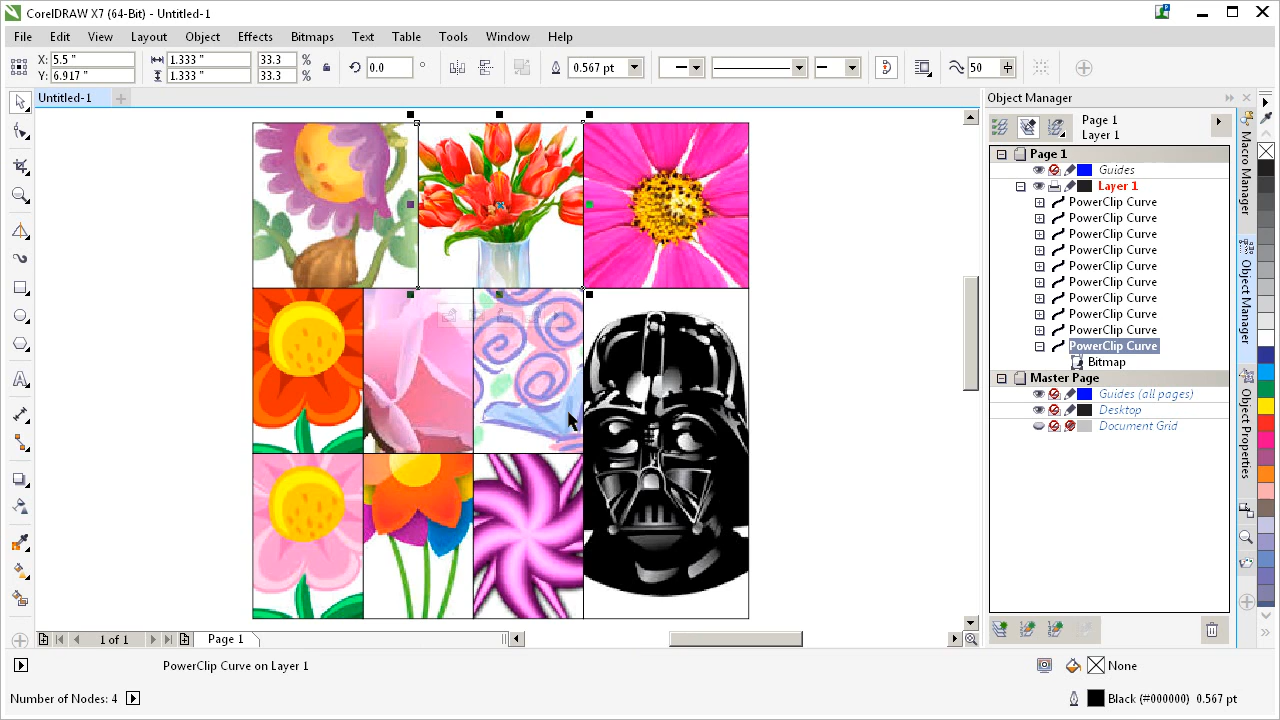 CorelDRAW X7 (64-Bit) - Untitled-1
File Edit View Layout Object Effects Bitmaps Text Table Tools Window Help
X: 5.5 " 1.333 " 33.3 % 0.0 ° 0.567 pt 50
Y: 6.917 " 1.333 " 33.3 %
Untitled-1
Object Manager
Page 1
Layer 1
Page 1
Guides
Layer 1
PowerClip Curve
PowerClip Curve
PowerClip Curve
PowerClip Curve
PowerClip Curve
PowerClip Curve
PowerClip Curve
PowerClip Curve
PowerClip Curve
PowerClip Curve
Bitmap
Master Page
Guides (all pages)
Desktop
Document Grid
Macro Manager
Object Manager
Object Properties
1 of 1
Page 1
PowerClip Curve on Layer 1
None
Number of Nodes: 4
Black (#000000) 0.567 pt